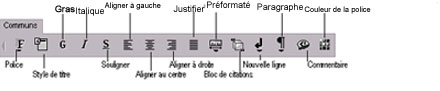 Gras Italique Aligner à gauche Justifier Préformaté Paragraphe Couleur de la police
Communs
F G I S
Police Souligner Aligner à droite Nouvelle ligne Commentaire
Style de titre Aligner au centre Bloc de citations